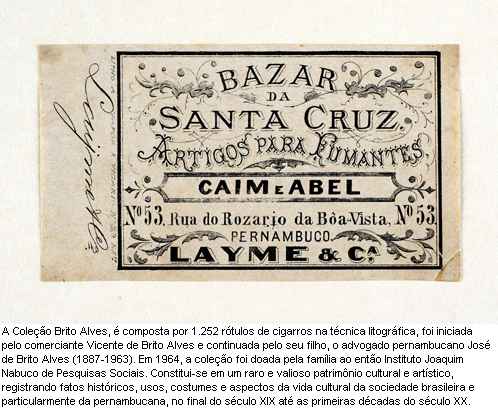 BAZAR
DA
SANTA CRUZ.
ARTIGOS PARA FUMANTES
CAIM E ABEL
Nº 53, Rua do Rozario da Bôa-Vista, Nº 53.
PERNAMBUCO.
LAYME & Cª
Layme & Cª
A Coleção Brito Alves, é composta por 1.252 rótulos de cigarros na técnica litográfica, foi iniciada
pelo comerciante Vicente de Brito Alves e continuada pelo seu filho, o advogado pernambucano José
de Brito Alves (1887-1963). Em 1964, a coleção foi doada pela família ao então Instituto Joaquim
Nabuco de Pesquisas Sociais. Constitui-se em um raro e valioso patrimônio cultural e artístico,
registrando fatos históricos, usos, costumes e aspectos da vida cultural da sociedade brasileira e
particularmente da pernambucana, no final do século XIX até as primeiras décadas do século XX.